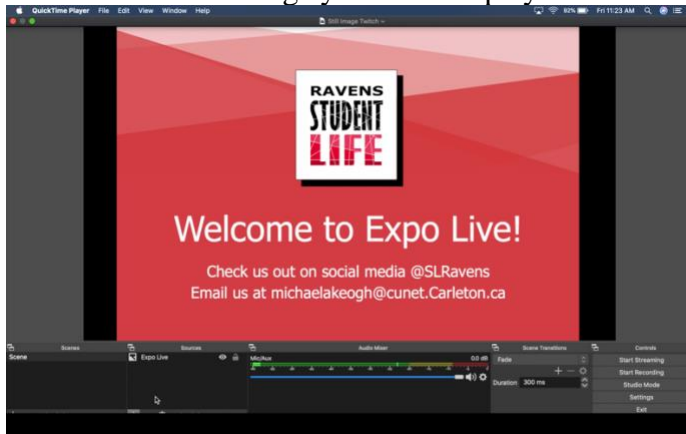 QuickTime Player File Edit View Window Help 82% Fri 11:23 AM
Still Image Twitch
RAVENS
STUDENT
LIFE
Welcome to Expo Live!
Check us out on social media @SLRavens
Email us at michaelakeogh@cunet.Carleton.ca
Scenes Sources Audio Mixer Scene Transitions Controls
Scene Expo Live Mic/Aux 0.0 dB Fade Start Streaming
Start Recording
Duration 300 ms Studio Mode
Settings
Exit